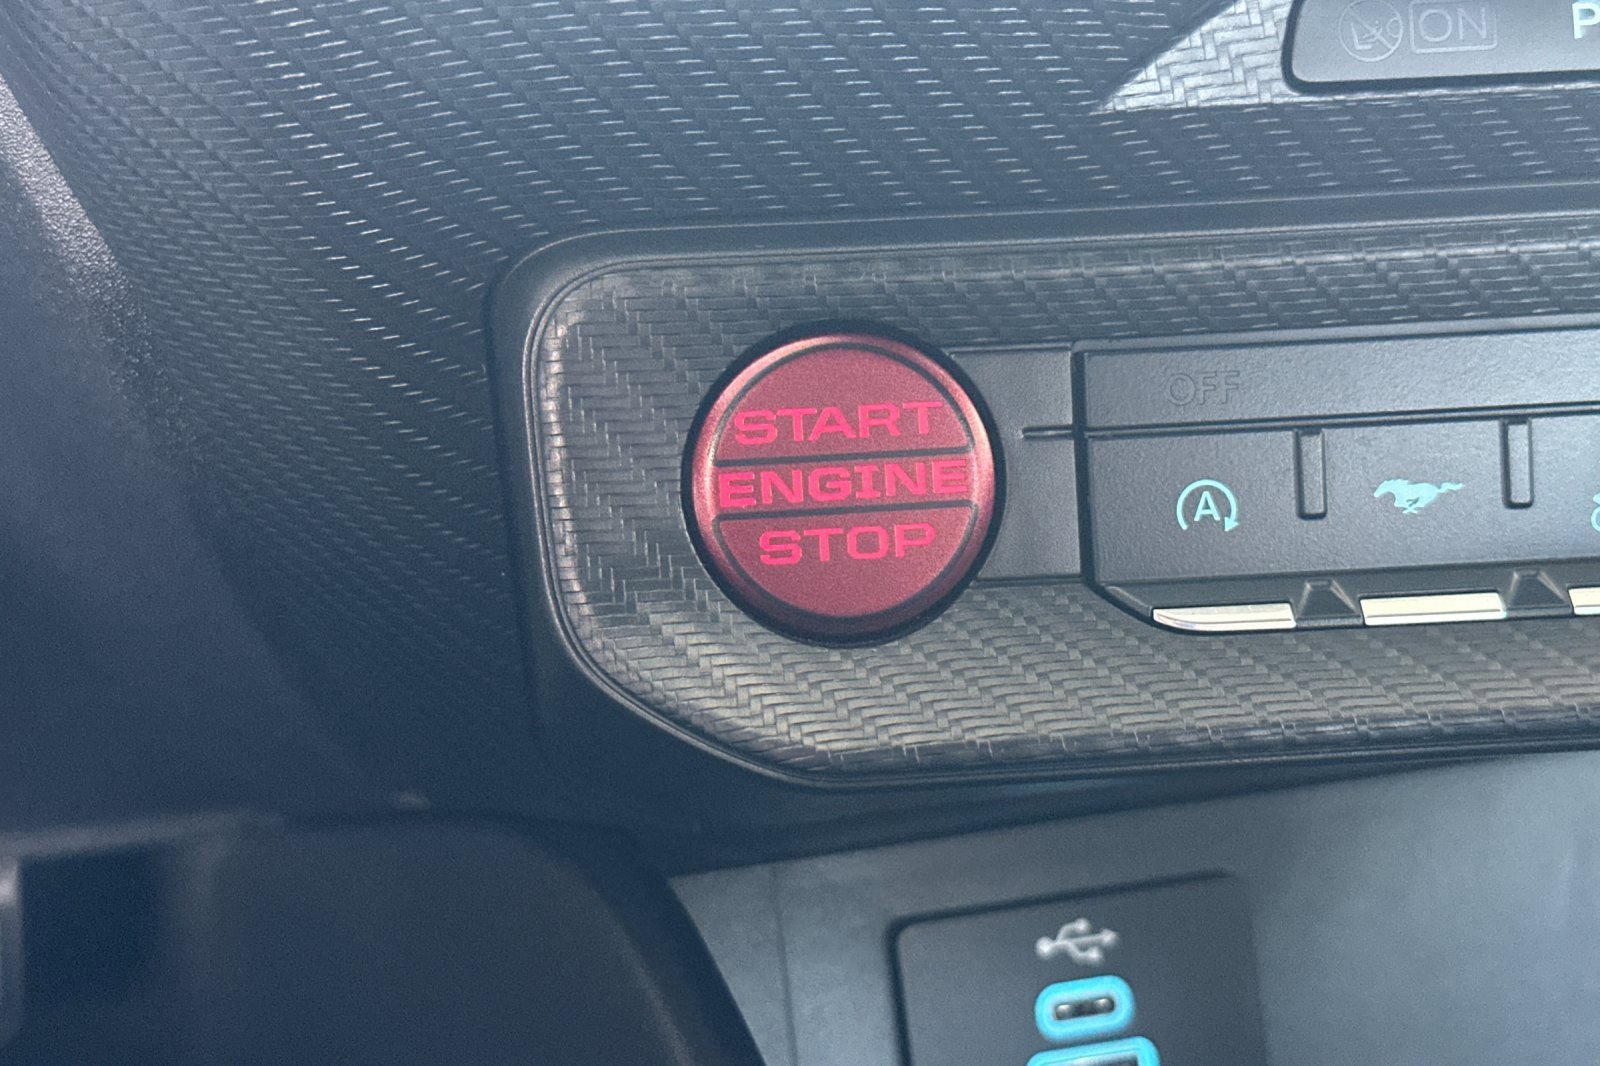 ON
P
OFF
START
ENGINE
STOP
A